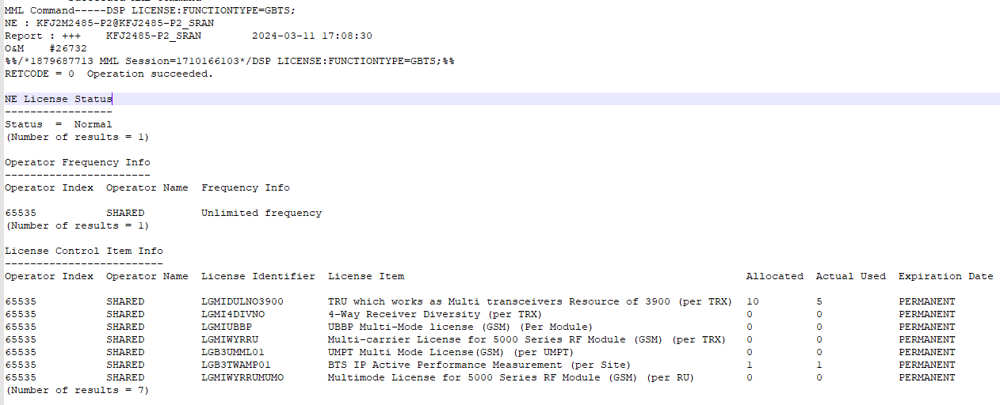 MML Command-----DSP LICENSE:FUNCTIONTYPE=GBTS;
NE : KFJ2M2485-P2@KFJ2485-P2_SRAN
Report : +++    KFJ2485-P2_SRAN        2024-03-11 17:08:30
O&M    #26732
%%/*1879687713 MML Session=1710166103*/DSP LICENSE:FUNCTIONTYPE=GBTS;%%
RETCODE = 0  Operation succeeded.

NE License Status
-----------------
Status  =  Normal
(Number of results = 1)

Operator Frequency Info
-----------------------
Operator Index  Operator Name  Frequency Info

65535           SHARED         Unlimited frequency
(Number of results = 1)

License Control Item Info
-------------------------
Operator Index  Operator Name  License Identifier  License Item                                                      Allocated  Actual Used  Expiration Date

65535           SHARED         LGMIDULNO3900       TRU which works as Multi transceivers Resource of 3900 (per TRX)  10         5            PERMANENT
65535           SHARED         LGMI4DIVNO          4-Way Receiver Diversity (per TRX)                                0          0            PERMANENT
65535           SHARED         LGMIUBBP            UBBP Multi-Mode license (GSM) (Per Module)                        0          0            PERMANENT
65535           SHARED         LGMIWYRRU           Multi-carrier License for 5000 Series RF Module (GSM) (per TRX)   0          0            PERMANENT
65535           SHARED         LGB3UMML01          UMPT Multi Mode License(GSM) (per UMPT)                           0          0            PERMANENT
65535           SHARED         LGB3TWAMP01         BTS IP Active Performance Measurement (per Site)                  1          1            PERMANENT
65535           SHARED         LGMIWYRRUMUMO       Multimode License for 5000 Series RF Module (GSM) (per RU)        0          0            PERMANENT
(Number of results = 7)